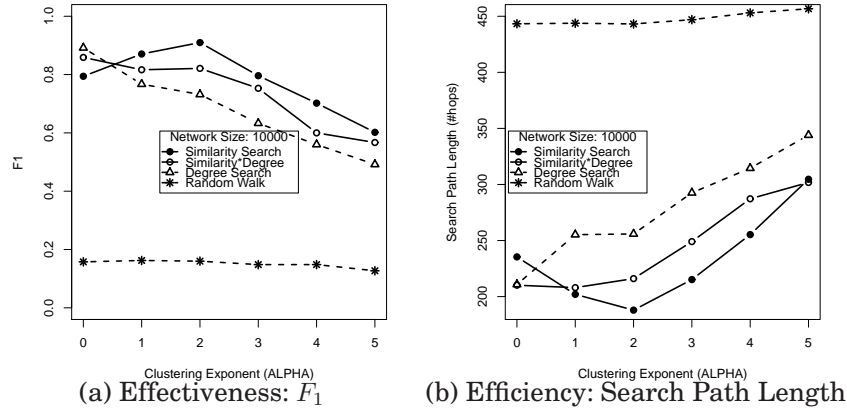 1.0
0.8
0.6
0.4
0.2
0.0
F1
Network Size: 10000
Similarity Search
Similarity*Degree
Degree Search
Random Walk
0 1 2 3 4 5
Clustering Exponent (ALPHA)
(a) Effectiveness: F₁
450
400
350
300
250
200
Search Path Length (#hops)
Network Size: 10000
Similarity Search
Similarity*Degree
Degree Search
Random Walk
0 1 2 3 4 5
Clustering Exponent (ALPHA)
(b) Efficiency: Search Path Length